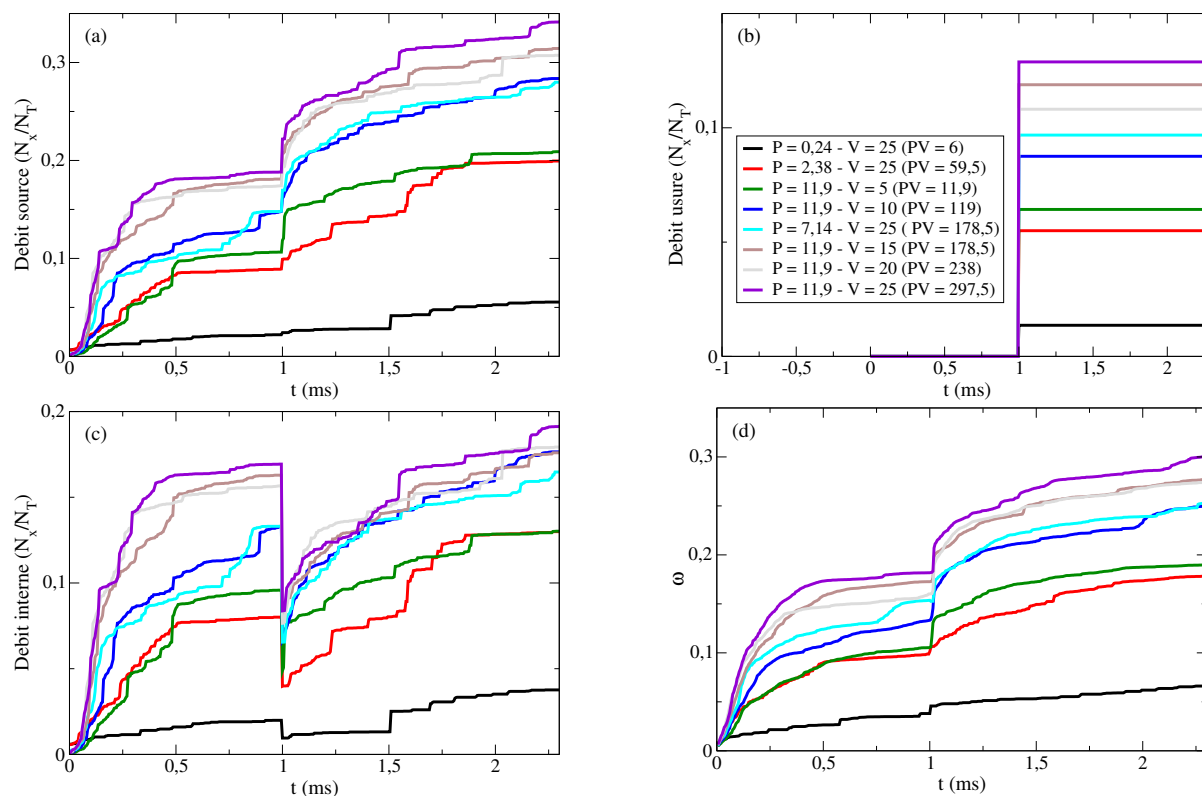 (a)
Debit source (N_x/N_T)
0,3
0,2
0,1
0
0 0,5 1 1,5 2
t (ms)
(b)
Debit usure (N_x/N_T)
0,1
0
P = 0,24 - V = 25 (PV = 6)
P = 2,38 - V = 25 (PV = 59,5)
P = 11,9 - V = 5 (PV = 11,9)
P = 11,9 - V = 10 (PV = 119)
P = 7,14 - V = 25 ( PV = 178,5)
P = 11,9 - V = 15 (PV = 178,5)
P = 11,9 - V = 20 (PV = 238)
P = 11,9 - V = 25 (PV = 297,5)
-1 -0,5 0 0,5 1 1,5 2
t (ms)
(c)
Debit interne (N_x/N_T)
0,2
0,1
0
0 0,5 1 1,5 2
t (ms)
(d)
ω
0,3
0,2
0,1
0
0 0,5 1 1,5 2
t (ms)